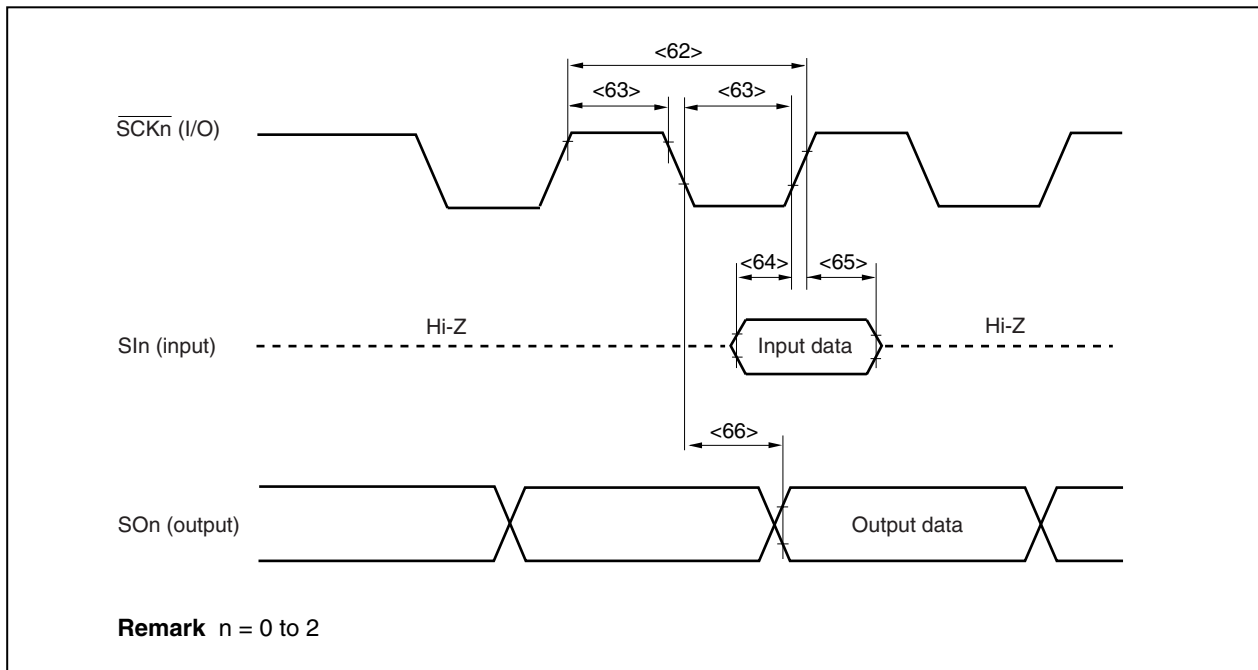 <62>
<63> <63>
SCKn (I/O)
<64> <65>
Hi-Z Hi-Z
SIn (input) Input data
<66>
SOn (output) Output data
Remark n = 0 to 2